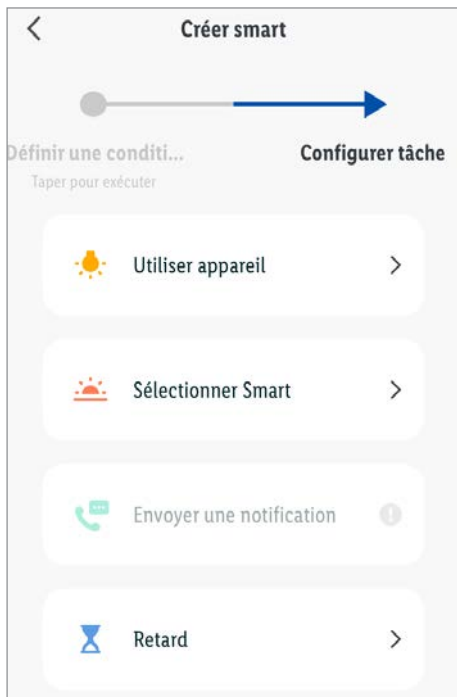 Créer smart
Définir une conditi...
Configurer tâche
Taper pour exécuter
Utiliser appareil
Sélectionner Smart
Envoyer une notification
Retard